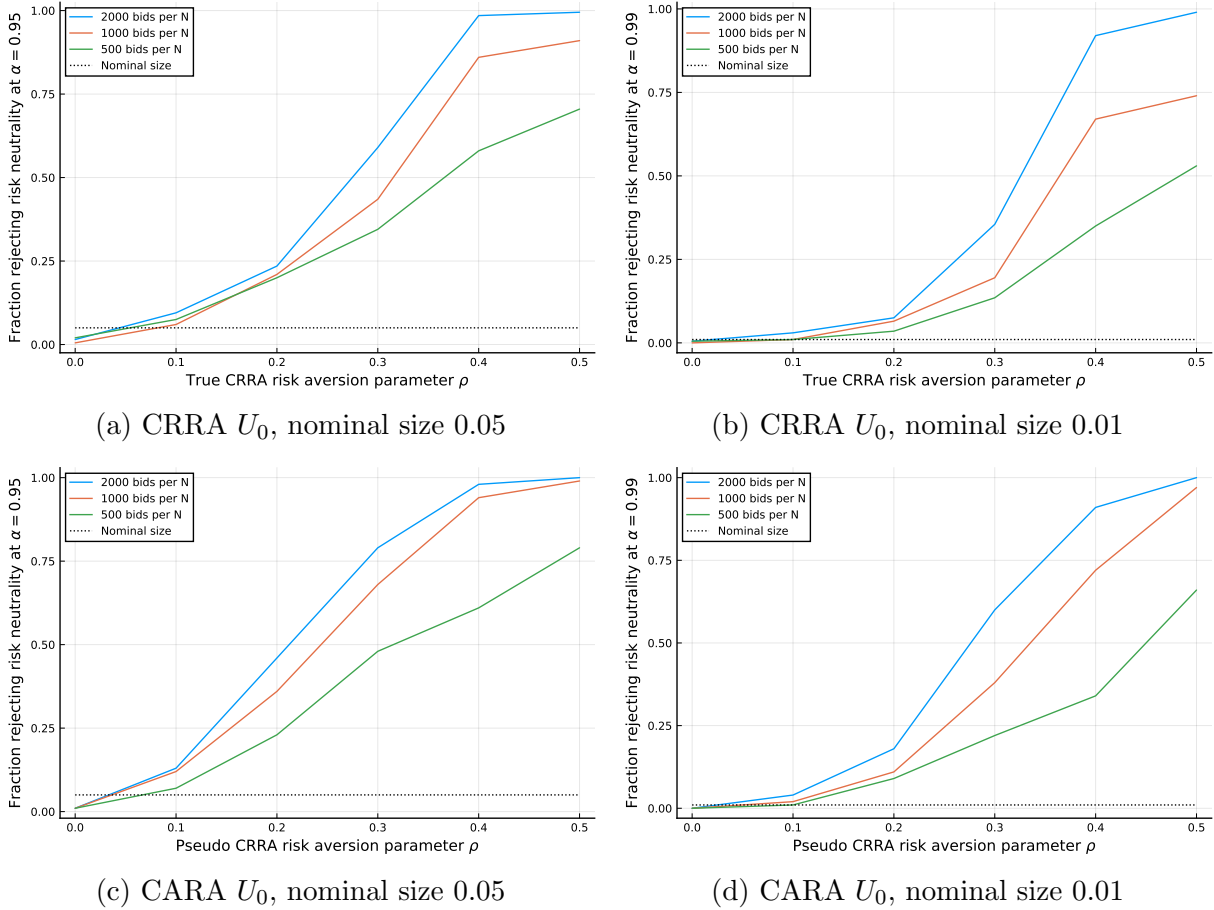 Fraction rejecting risk neutrality at α = 0.95
1.00
0.75
0.50
0.25
0.00
2000 bids per N
1000 bids per N
500 bids per N
Nominal size
0.0 0.1 0.2 0.3 0.4 0.5
True CRRA risk aversion parameter ρ
(a) CRRA U₀, nominal size 0.05
Fraction rejecting risk neutrality at α = 0.99
1.00
0.75
0.50
0.25
0.00
2000 bids per N
1000 bids per N
500 bids per N
Nominal size
0.0 0.1 0.2 0.3 0.4 0.5
True CRRA risk aversion parameter ρ
(b) CRRA U₀, nominal size 0.01
Fraction rejecting risk neutrality at α = 0.95
1.00
0.75
0.50
0.25
0.00
2000 bids per N
1000 bids per N
500 bids per N
Nominal size
0.0 0.1 0.2 0.3 0.4 0.5
Pseudo CRRA risk aversion parameter ρ
(c) CARA U₀, nominal size 0.05
Fraction rejecting risk neutrality at α = 0.99
1.00
0.75
0.50
0.25
0.00
2000 bids per N
1000 bids per N
500 bids per N
Nominal size
0.0 0.1 0.2 0.3 0.4 0.5
Pseudo CRRA risk aversion parameter ρ
(d) CARA U₀, nominal size 0.01